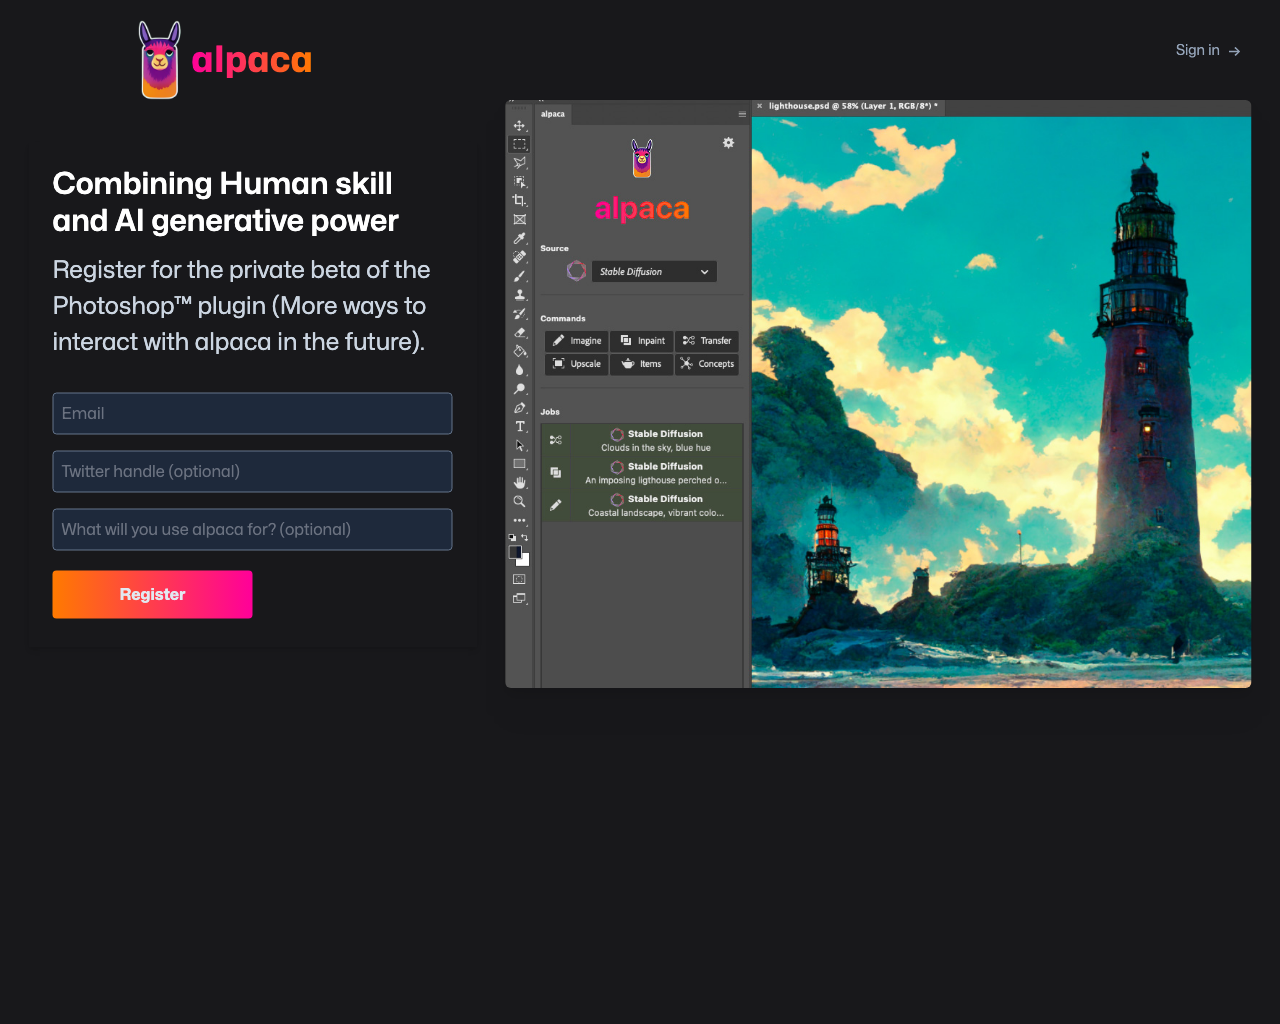 alpaca
Sign in →
Combining Human skill
and AI generative power
Register for the private beta of the
Photoshop™ plugin (More ways to
interact with alpaca in the future).
Email
Twitter handle (optional)
What will you use alpaca for? (optional)
Register
alpaca
× lighthouse.psd @ 58% (Layer 1, RGB/8*) *
alpaca
Source
Stable Diffusion
Commands
Imagine Inpaint Transfer
Upscale Items Concepts
Jobs
Stable Diffusion
Clouds in the sky, blue hue
Stable Diffusion
An imposing ligthouse perched o...
Stable Diffusion
Coastal landscape, vibrant colo...